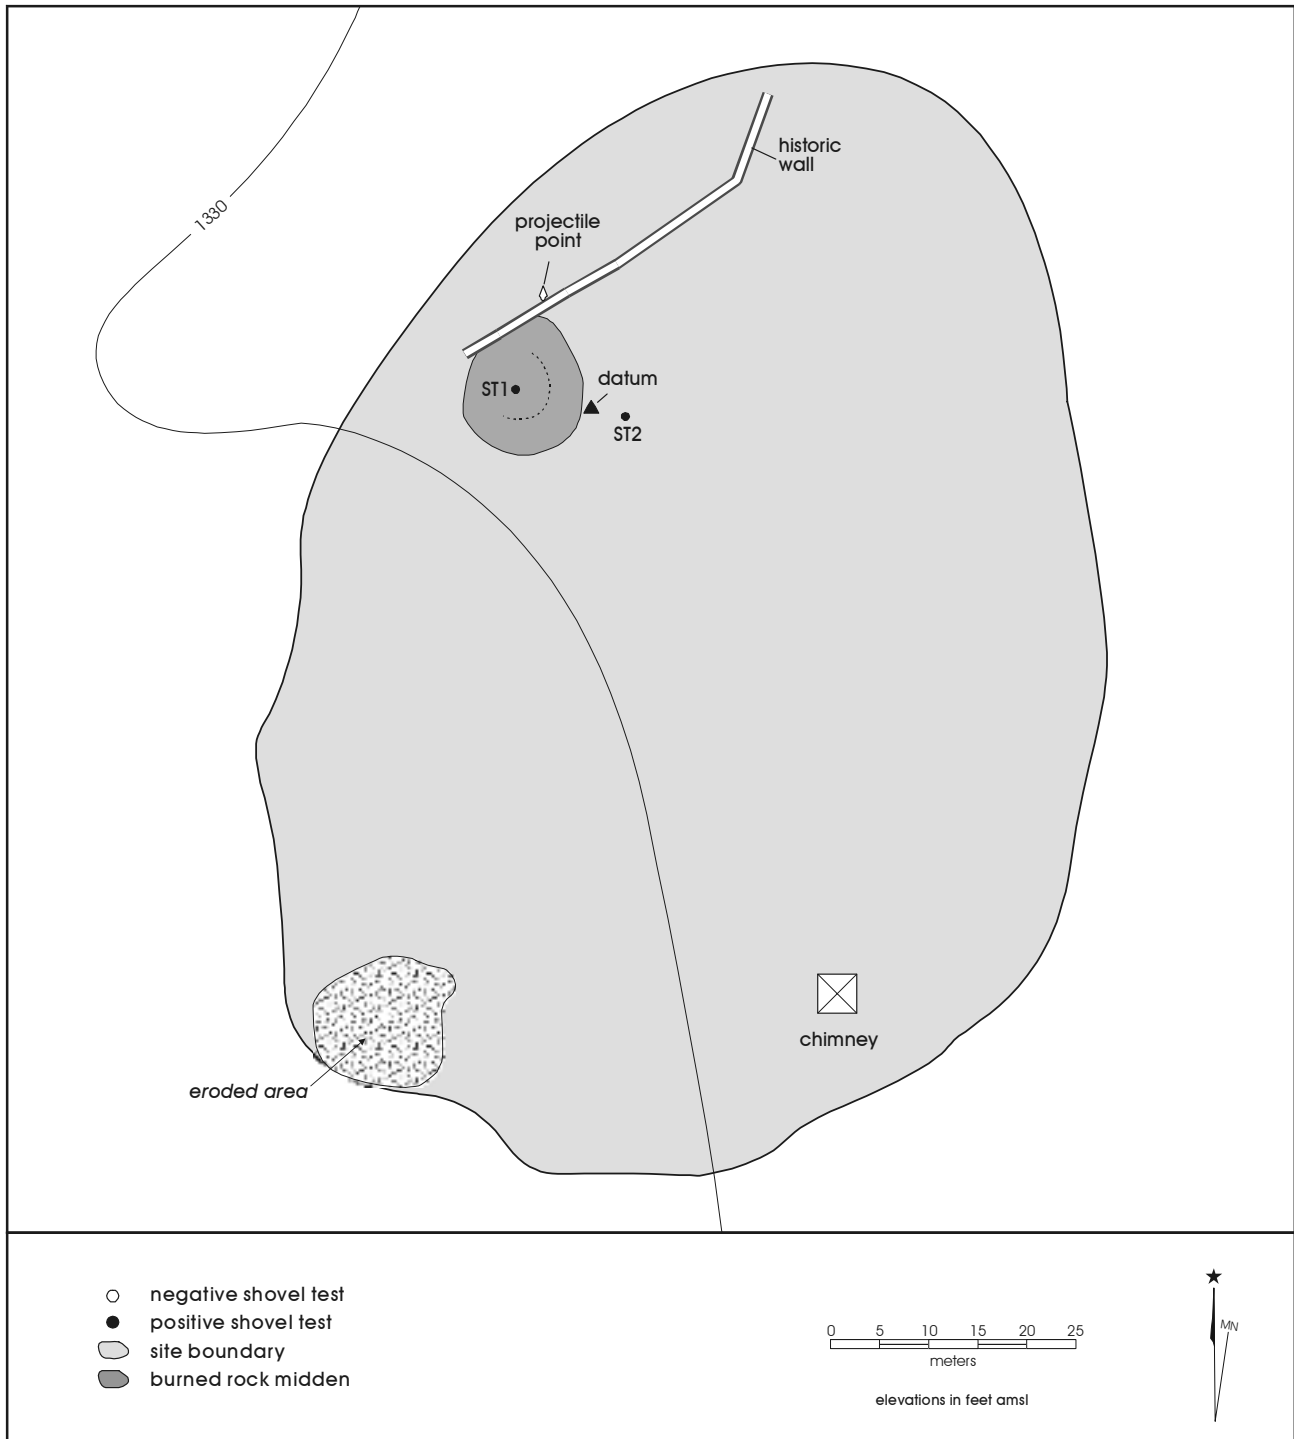 historic
wall
1330
projectile
point
datum
ST1
ST2
chimney
eroded area
negative shovel test
positive shovel test
site boundary
burned rock midden
0 5 10 15 20 25
meters
elevations in feet amsl
MN